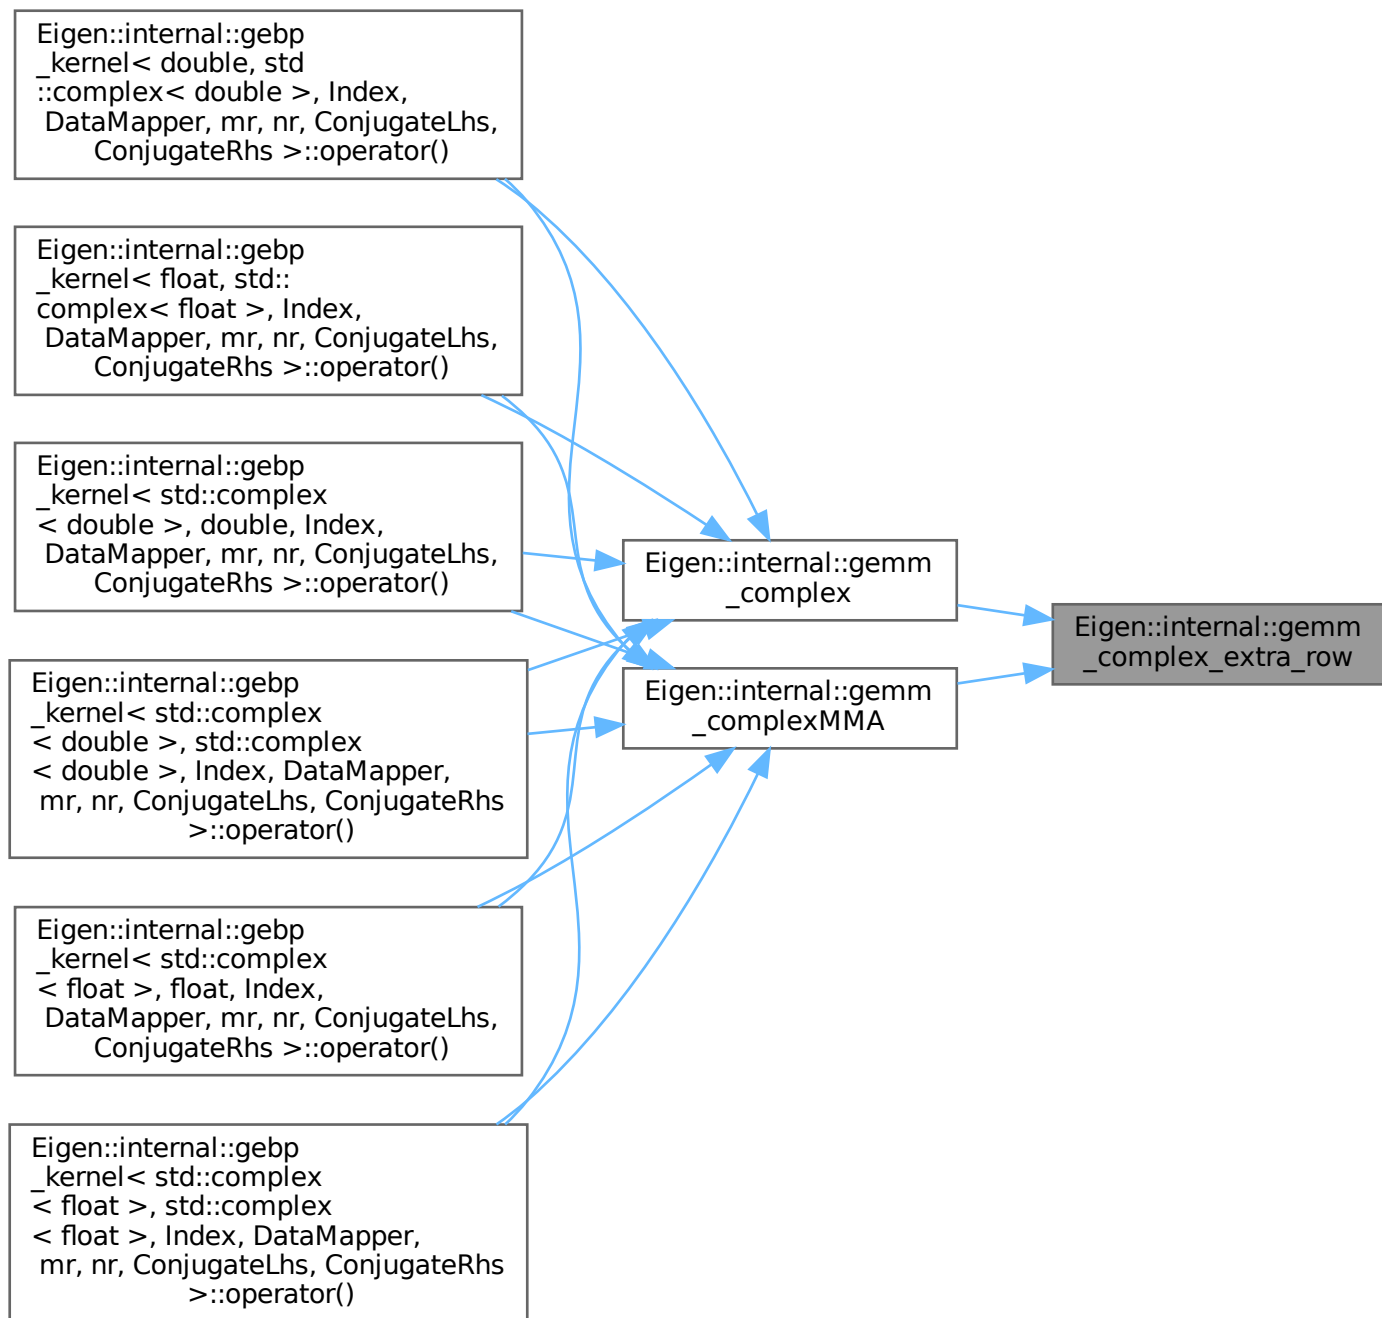 Eigen::internal::gebp
_kernel< double, std
::complex< double >, Index,
DataMapper, mr, nr, ConjugateLhs,
ConjugateRhs >::operator()
Eigen::internal::gebp
_kernel< float, std::
complex< float >, Index,
DataMapper, mr, nr, ConjugateLhs,
ConjugateRhs >::operator()
Eigen::internal::gebp
_kernel< std::complex
< double >, double, Index,
DataMapper, mr, nr, ConjugateLhs,
ConjugateRhs >::operator()
Eigen::internal::gebp
_kernel< std::complex
< double >, std::complex
< double >, Index, DataMapper,
mr, nr, ConjugateLhs, ConjugateRhs
>::operator()
Eigen::internal::gebp
_kernel< std::complex
< float >, float, Index,
DataMapper, mr, nr, ConjugateLhs,
ConjugateRhs >::operator()
Eigen::internal::gebp
_kernel< std::complex
< float >, std::complex
< float >, Index, DataMapper,
mr, nr, ConjugateLhs, ConjugateRhs
>::operator()
Eigen::internal::gemm
_complex
Eigen::internal::gemm
_complexMMA
Eigen::internal::gemm
_complex_extra_row